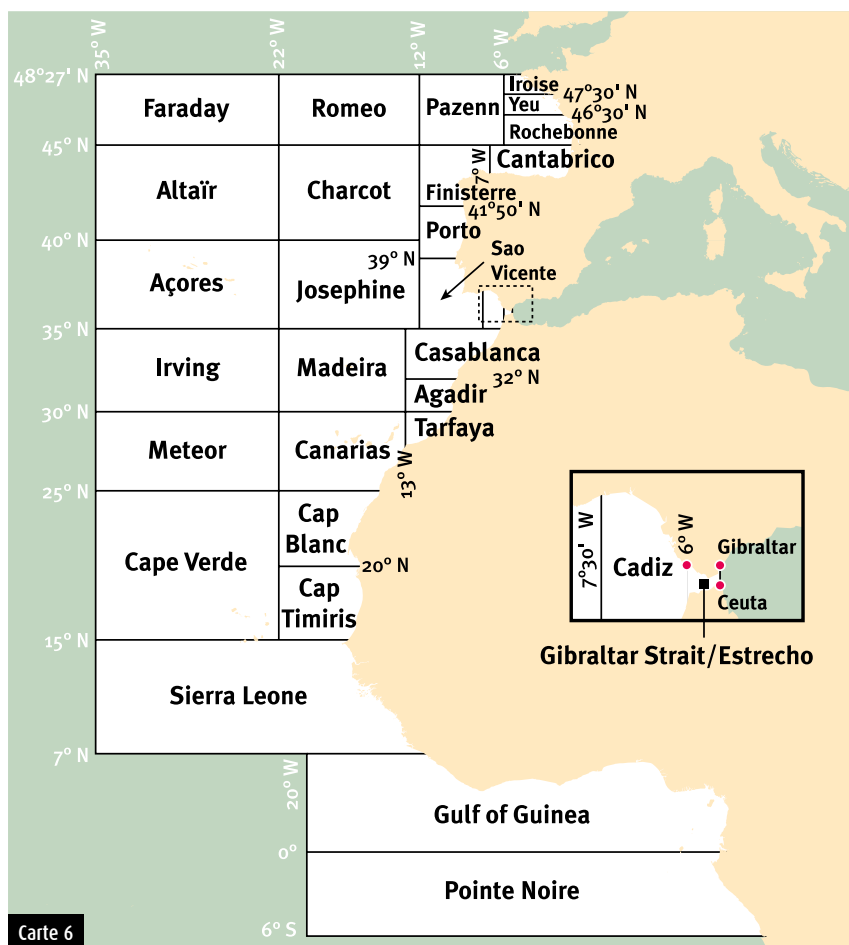 35° W
22° W
12° W
6° W
48°27' N
Faraday
Romeo
Pazenn
Iroise
47°30' N
Yeu
46°30' N
Rochebonne
45° N
Cantabrico
7° W
Altaïr
Charcot
Finisterre
41°50' N
Porto
40° N
39° N
Sao
Vicente
Açores
Josephine
35° N
Casablanca
Irving
Madeira
32° N
Agadir
30° N
Tarfaya
Meteor
Canarias
13° W
25° N
Cap
Blanc
Cape Verde
20° N
Cap
Timiris
15° N
7°30' W
6° W
Cadiz
Gibraltar
Ceuta
Gibraltar Strait/Estrecho
Sierra Leone
7° N
20° W
Gulf of Guinea
0°
Pointe Noire
6° S
Carte 6